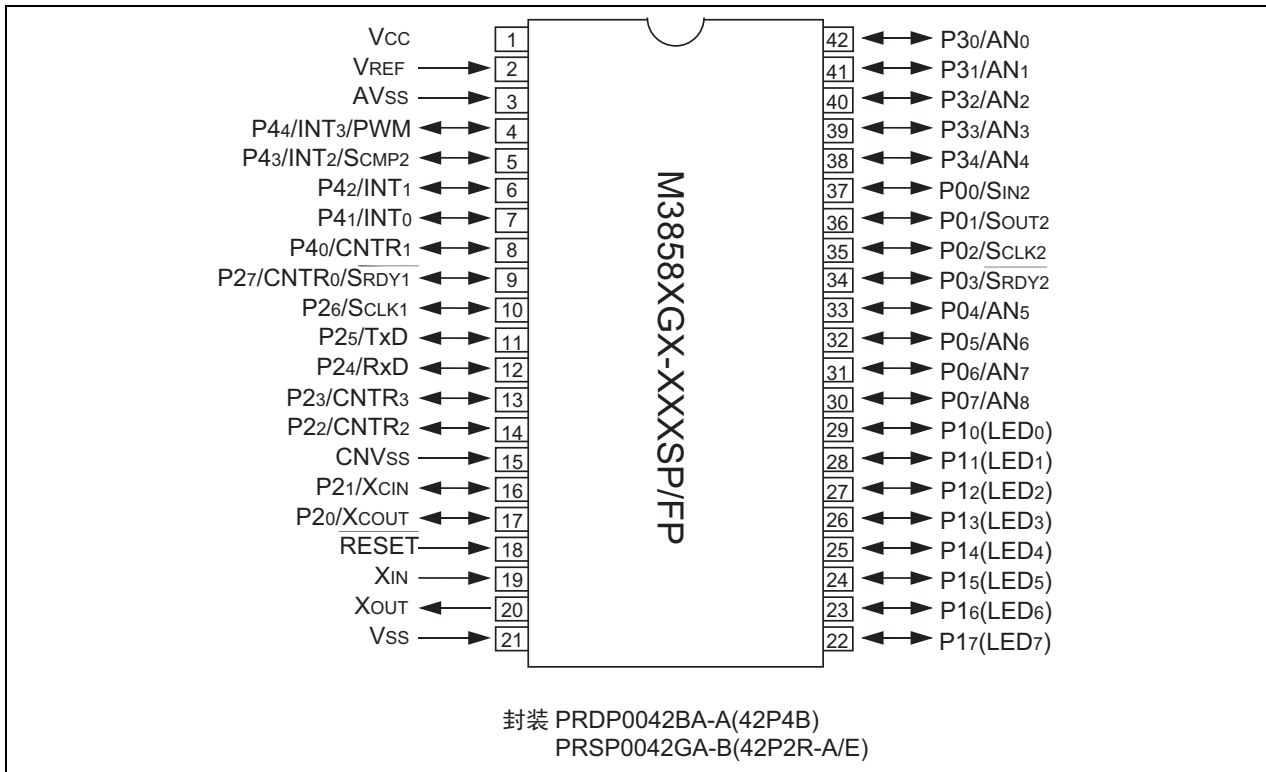 VCC 1 42 P30/AN0
VREF 2 41 P31/AN1
AVSS 3 40 P32/AN2
P44/INT3/PWM 4 39 P33/AN3
P43/INT2/SCMP2 5 38 P34/AN4
P42/INT1 6 37 P00/SIN2
P41/INT0 7 36 P01/SOUT2
P40/CNTR1 8 35 P02/SCLK2
P27/CNTR0/SRDY1 9 34 P03/SRDY2
P26/SCLK1 10 33 P04/AN5
P25/TxD 11 32 P05/AN6
P24/RxD 12 31 P06/AN7
P23/CNTR3 13 30 P07/AN8
P22/CNTR2 14 29 P10(LED0)
CNVSS 15 28 P11(LED1)
P21/XCIN 16 27 P12(LED2)
P20/XCOUT 17 26 P13(LED3)
RESET 18 25 P14(LED4)
XIN 19 24 P15(LED5)
XOUT 20 23 P16(LED6)
VSS 21 22 P17(LED7)
M3858XGX-XXXSP/FP
封装 PRDP0042BA-A(42P4B)
PRSP0042GA-B(42P2R-A/E)